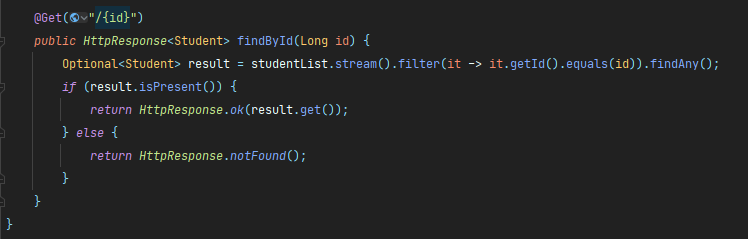 @Get("/{id}")
public HttpResponse<Student> findById(Long id) {
Optional<Student> result = studentList.stream().filter(it -> it.getId().equals(id)).findAny();
if (result.isPresent()) {
return HttpResponse.ok(result.get());
} else {
return HttpResponse.notFound();
}
}
}